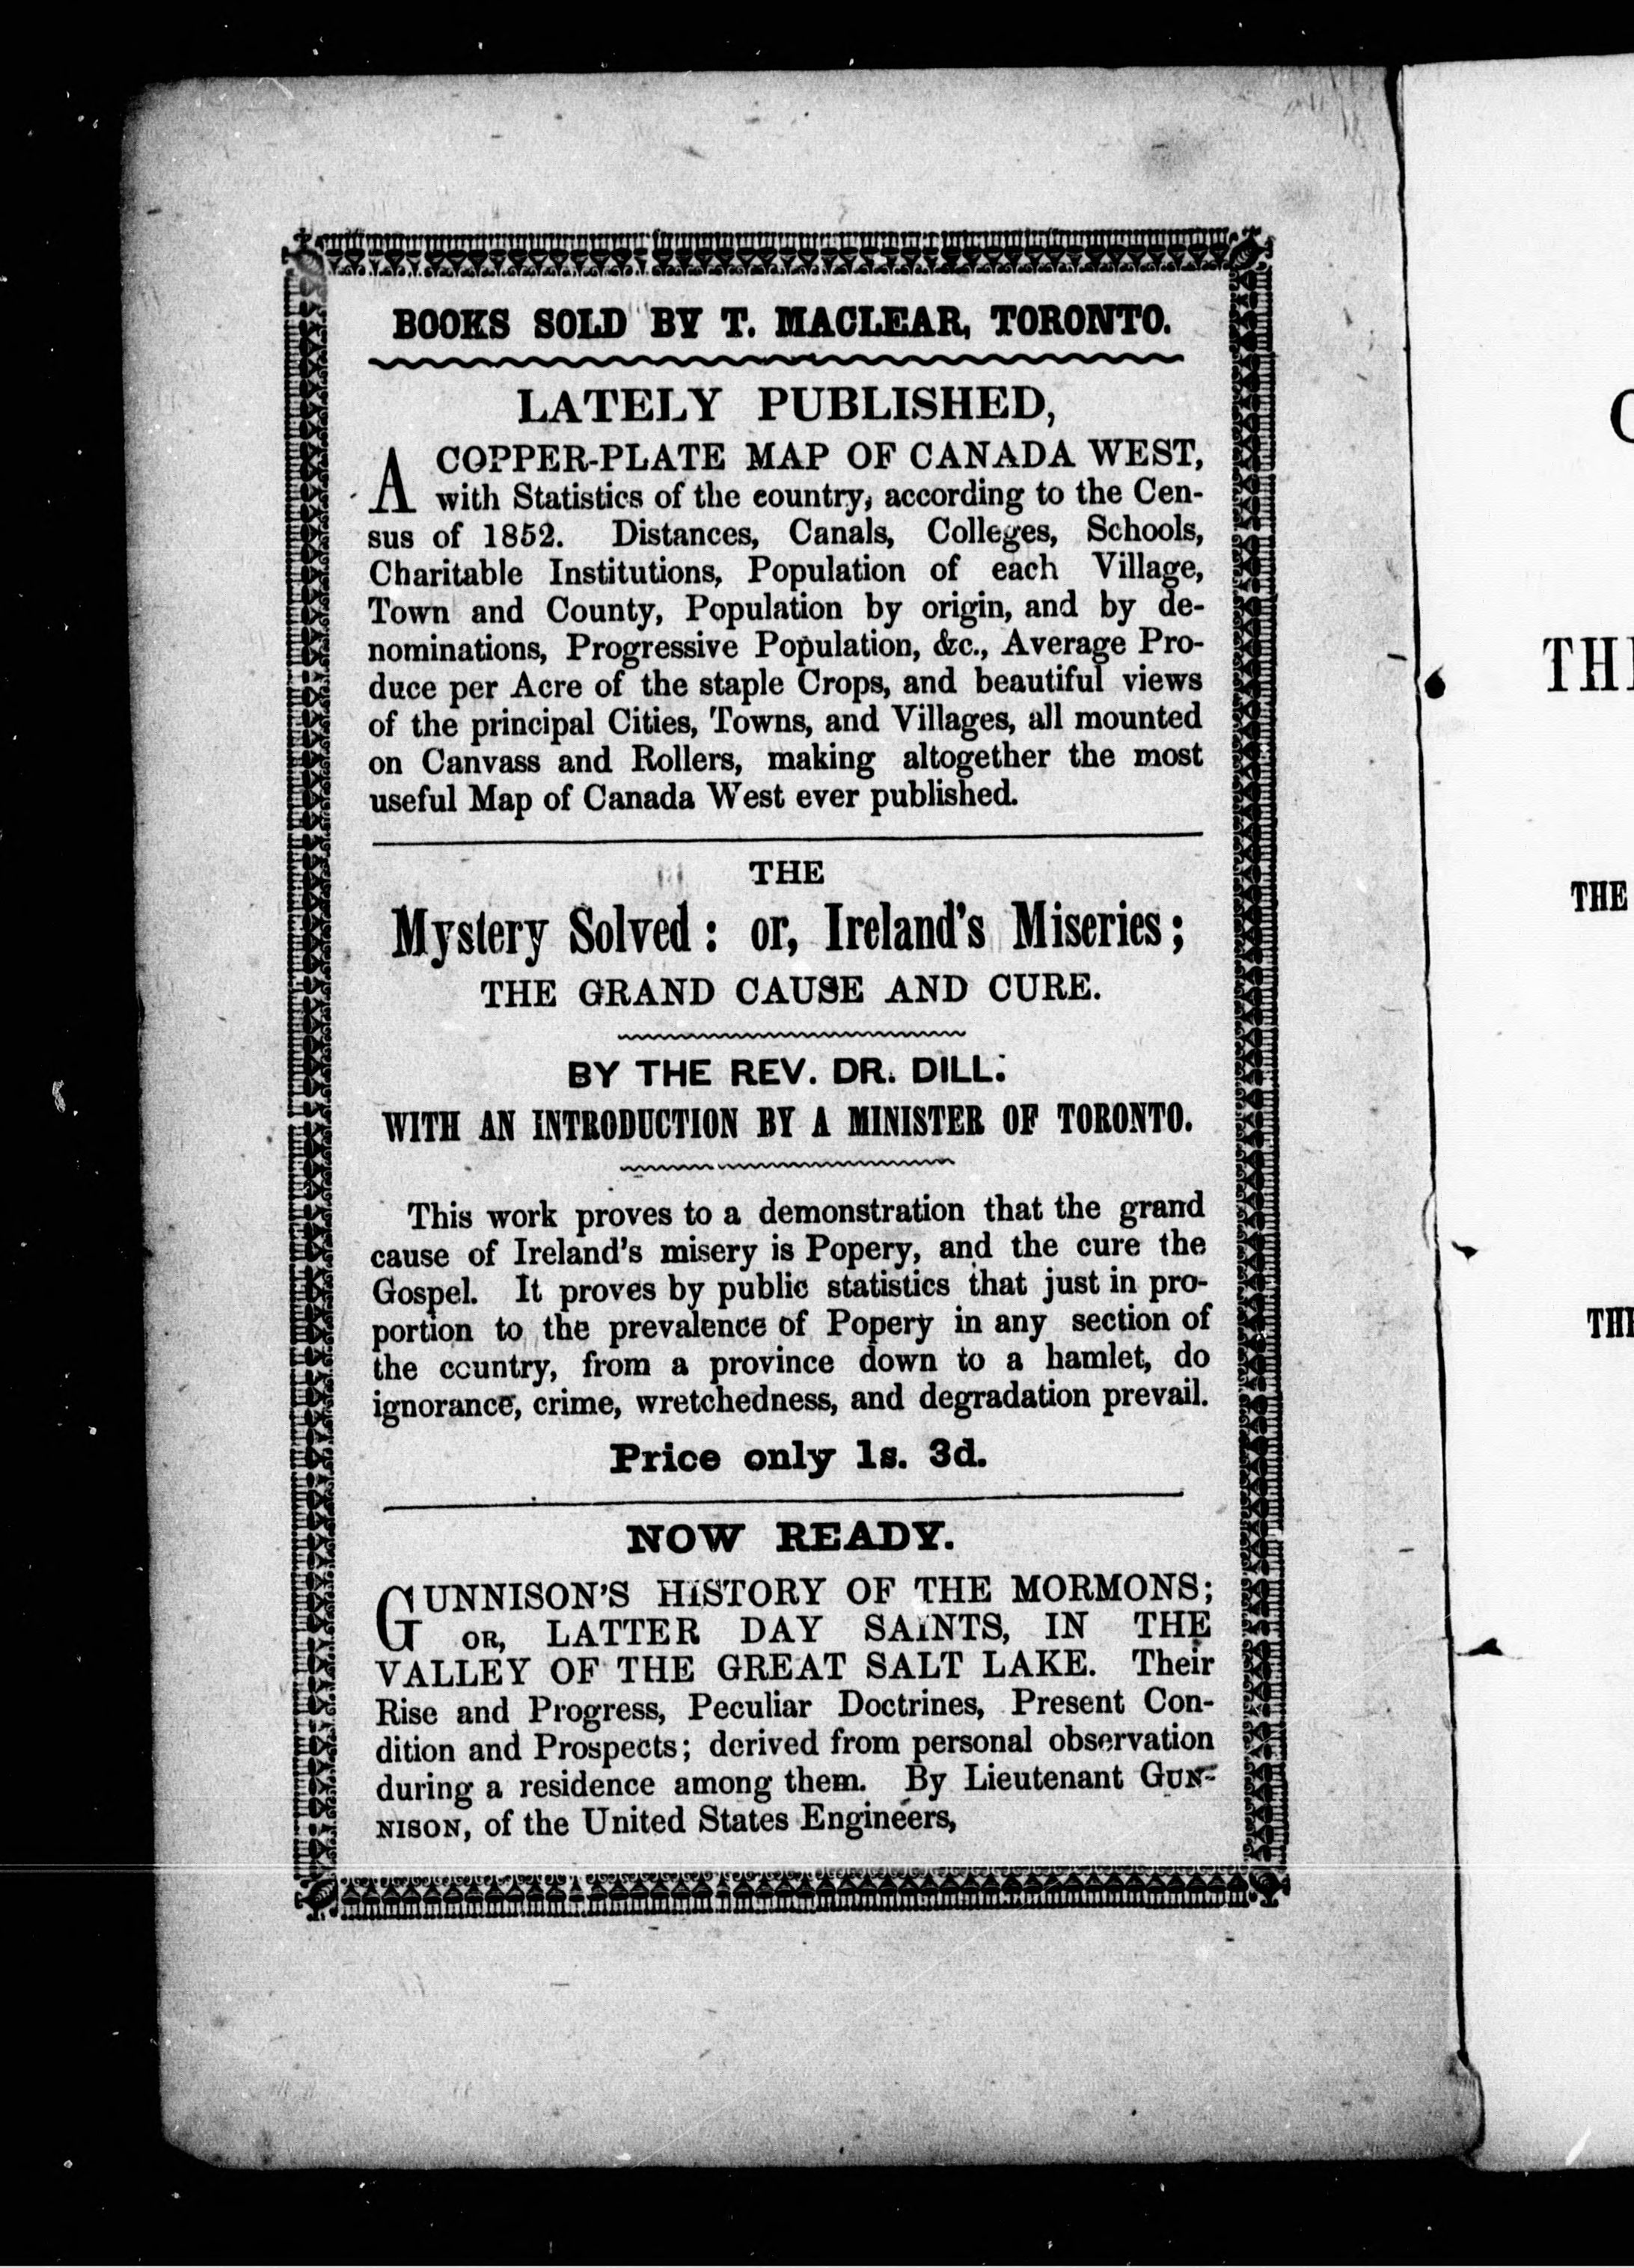 BOOKS SOLD BY T. MACLEAR, TORONTO.
LATELY PUBLISHED,
A COPPER-PLATE MAP OF CANADA WEST,
with Statistics of the country, according to the Cen-
sus of 1852. Distances, Canals, Colleges, Schools,
Charitable Institutions, Population of each Village,
Town and County, Population by origin, and by de-
nominations, Progressive Population, &c., Average Pro-
duce per Acre of the staple Crops, and beautiful views
of the principal Cities, Towns, and Villages, all mounted
on Canvass and Rollers, making altogether the most
useful Map of Canada West ever published.
THE
Mystery Solved: or, Ireland's Miseries;
THE GRAND CAUSE AND CURE.
BY THE REV. DR. DILL:
WITH AN INTRODUCTION BY A MINISTER OF TORONTO.
This work proves to a demonstration that the grand
cause of Ireland's misery is Popery, and the cure the
Gospel. It proves by public statistics that just in pro-
portion to the prevalence of Popery in any section of
the country, from a province down to a hamlet, do
ignorance, crime, wretchedness, and degradation prevail.
Price only 1s. 3d.
NOW READY.
GUNNISON'S HISTORY OF THE MORMONS;
OR, LATTER DAY SAINTS, IN THE
VALLEY OF THE GREAT SALT LAKE. Their
Rise and Progress, Peculiar Doctrines, Present Con-
dition and Prospects; derived from personal observation
during a residence among them. By Lieutenant GUN-
NISON, of the United States Engineers,
THE